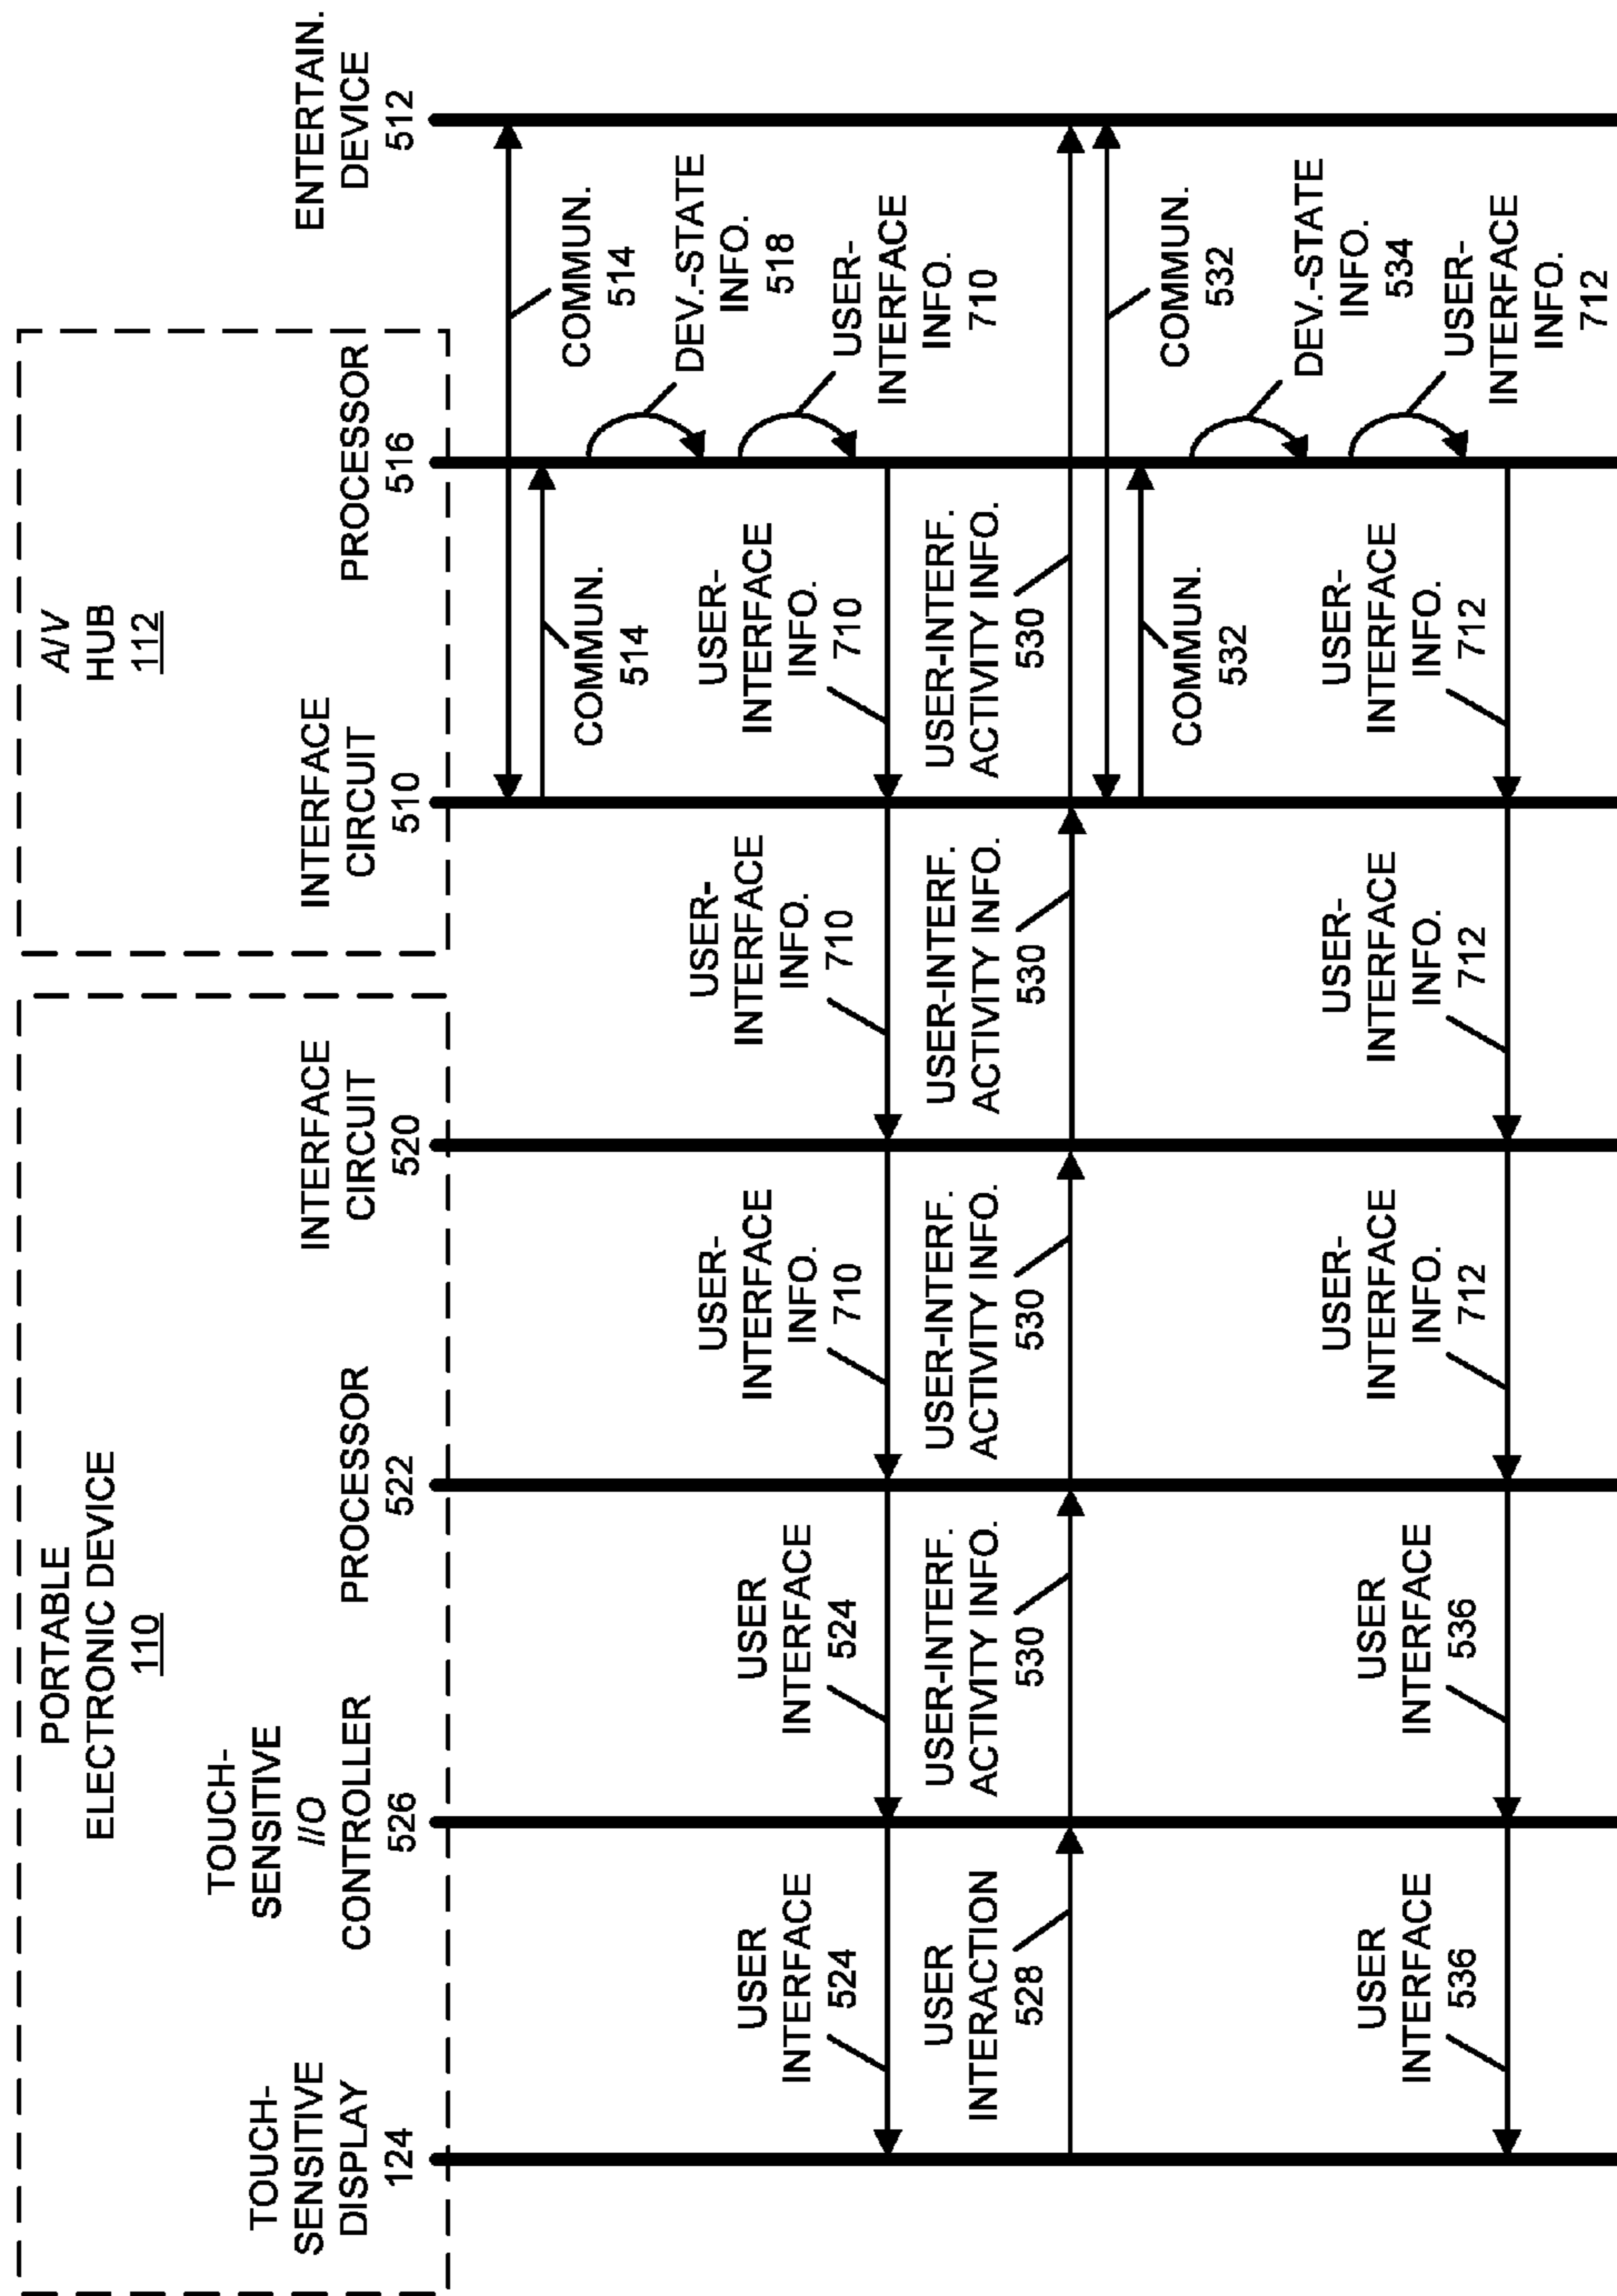 PORTABLE
ELECTRONIC DEVICE
110
A/V
HUB
112
TOUCH-
SENSITIVE
DISPLAY
124
TOUCH-
SENSITIVE
I/O
CONTROLLER
526
PROCESSOR
522
INTERFACE
CIRCUIT
520
INTERFACE
CIRCUIT
510
PROCESSOR
516
ENTERTAIN.
DEVICE
512
COMMUN.
514
COMMUN.
514
DEV.-STATE
INFO.
518
USER-
INTERFACE
INFO.
710
USER-
INTERFACE
INFO.
710
USER-
INTERFACE
INFO.
710
USER-
INTERFACE
INFO.
710
USER
INTERFACE
524
USER
INTERFACE
524
USER
INTERACTION
528
USER-INTERF.
ACTIVITY INFO.
530
USER-INTERF.
ACTIVITY INFO.
530
USER-INTERF.
ACTIVITY INFO.
530
USER-INTERF.
ACTIVITY INFO.
530
COMMUN.
532
COMMUN.
532
DEV.-STATE
INFO.
534
USER-
INTERFACE
INFO.
712
USER-
INTERFACE
INFO.
712
USER-
INTERFACE
INFO.
712
USER-
INTERFACE
INFO.
712
USER
INTERFACE
536
USER
INTERFACE
536